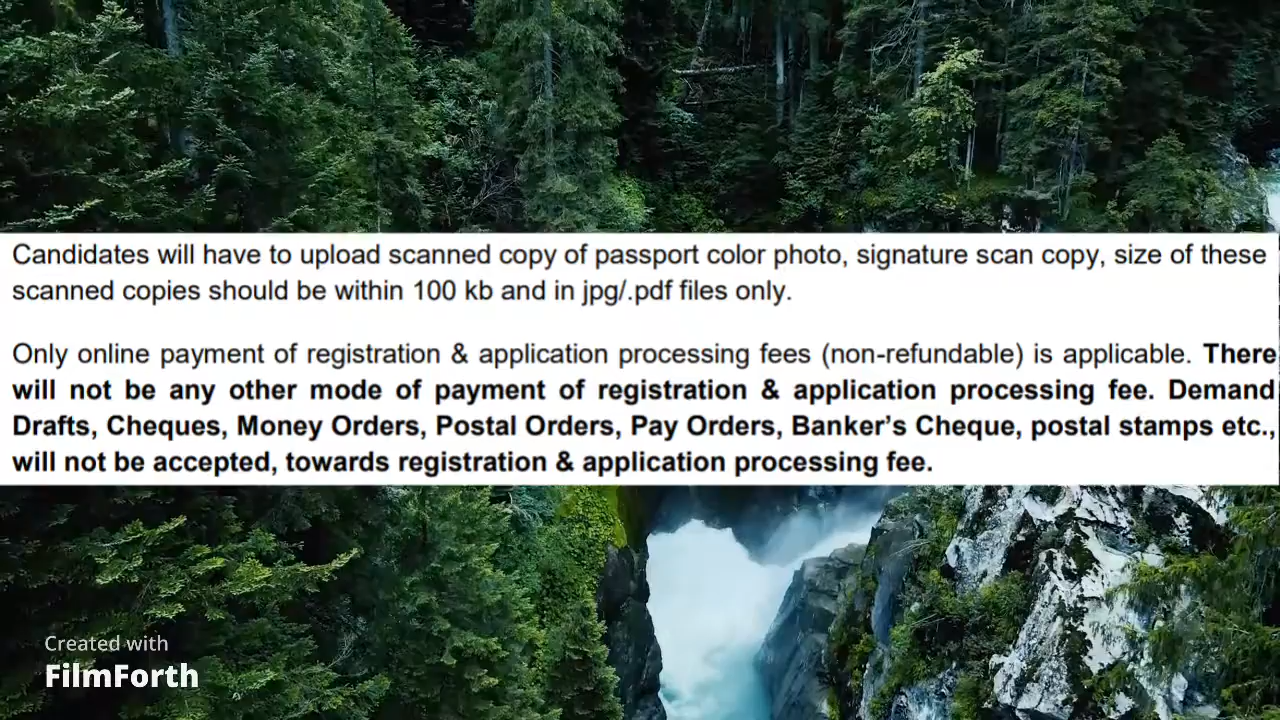 Candidates will have to upload scanned copy of passport color photo, signature scan copy, size of these
scanned copies should be within 100 kb and in jpg/.pdf files only.
Only online payment of registration & application processing fees (non-refundable) is applicable. There
will not be any other mode of payment of registration & application processing fee. Demand
Drafts, Cheques, Money Orders, Postal Orders, Pay Orders, Banker’s Cheque, postal stamps etc.,
will not be accepted, towards registration & application processing fee.
Created with
FilmForth